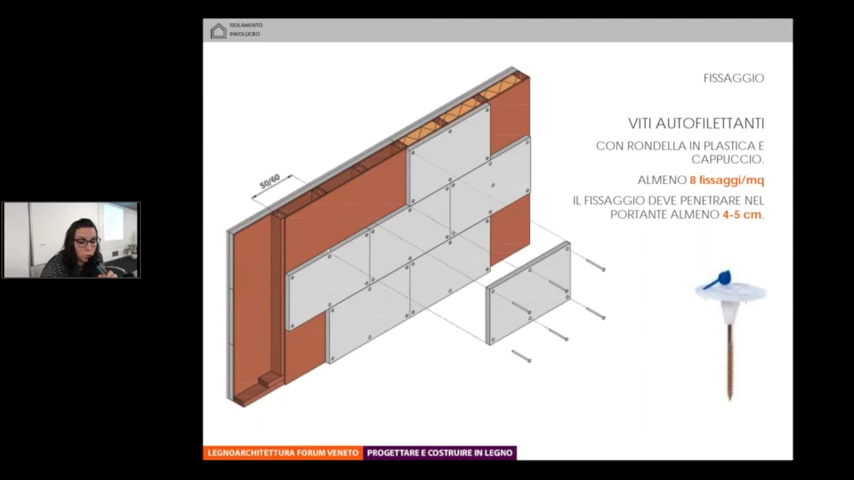 ISOLAMENTO
INVOLUCRO
FISSAGGIO
VITI AUTOFILETTANTI
CON RONDELLA IN PLASTICA E
CAPPUCCIO.
ALMENO 8 fissaggi/mq
IL FISSAGGIO DEVE PENETRARE NEL
PORTANTE ALMENO 4-5 cm.
50/60
LEGNOARCHITETTURA FORUM VENETO PROGETTARE E COSTRUIRE IN LEGNO